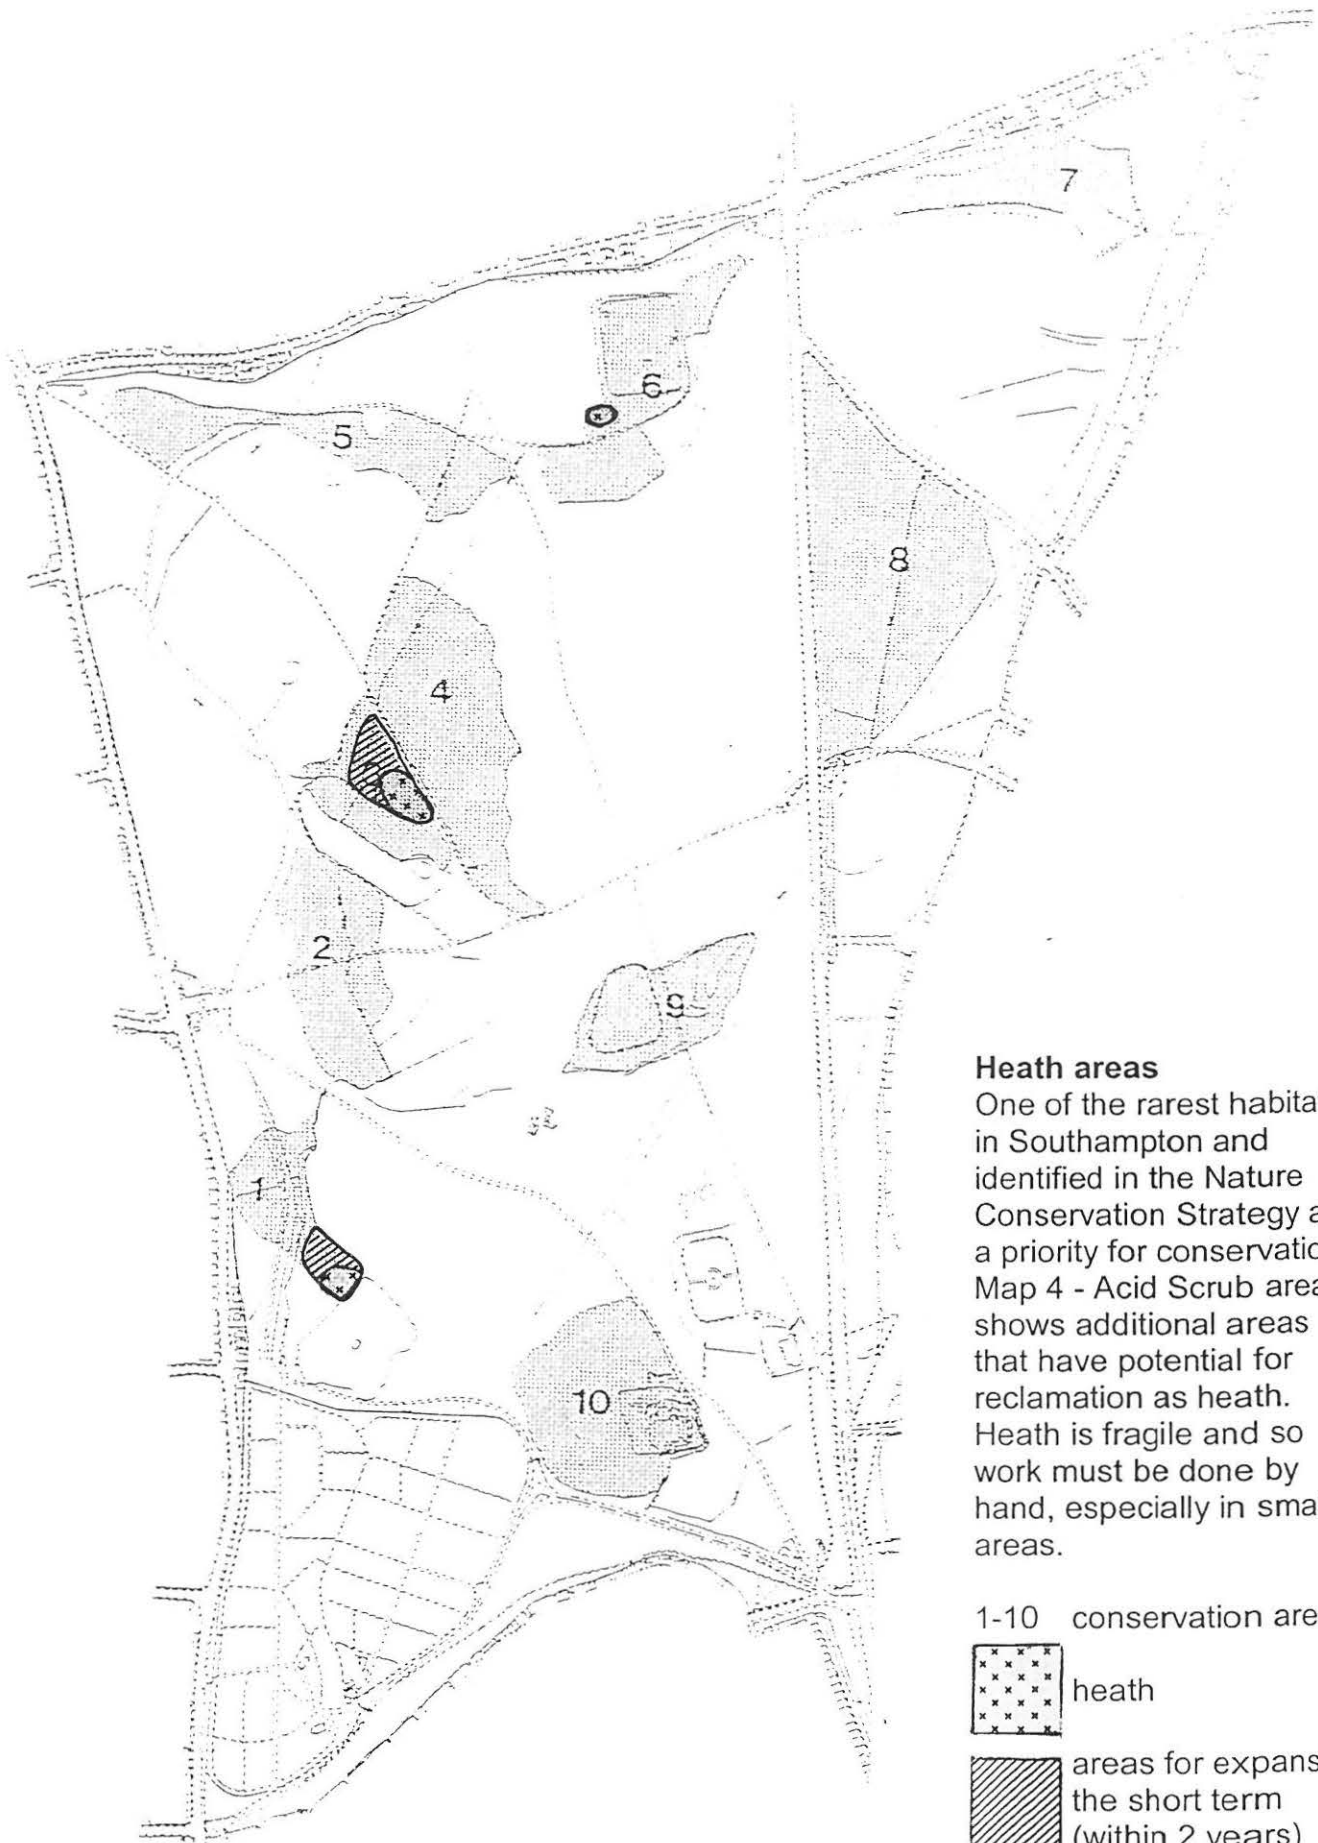 7
6
5
8
4
2
9
1
10
Heath areas
One of the rarest habita
in Southampton and
identified in the Nature
Conservation Strategy a
a priority for conservatio
Map 4 - Acid Scrub area
shows additional areas
that have potential for
reclamation as heath.
Heath is fragile and so
work must be done by
hand, especially in sma
areas.
1-10 conservation are
heath
areas for expans
the short term
(within 2 years)